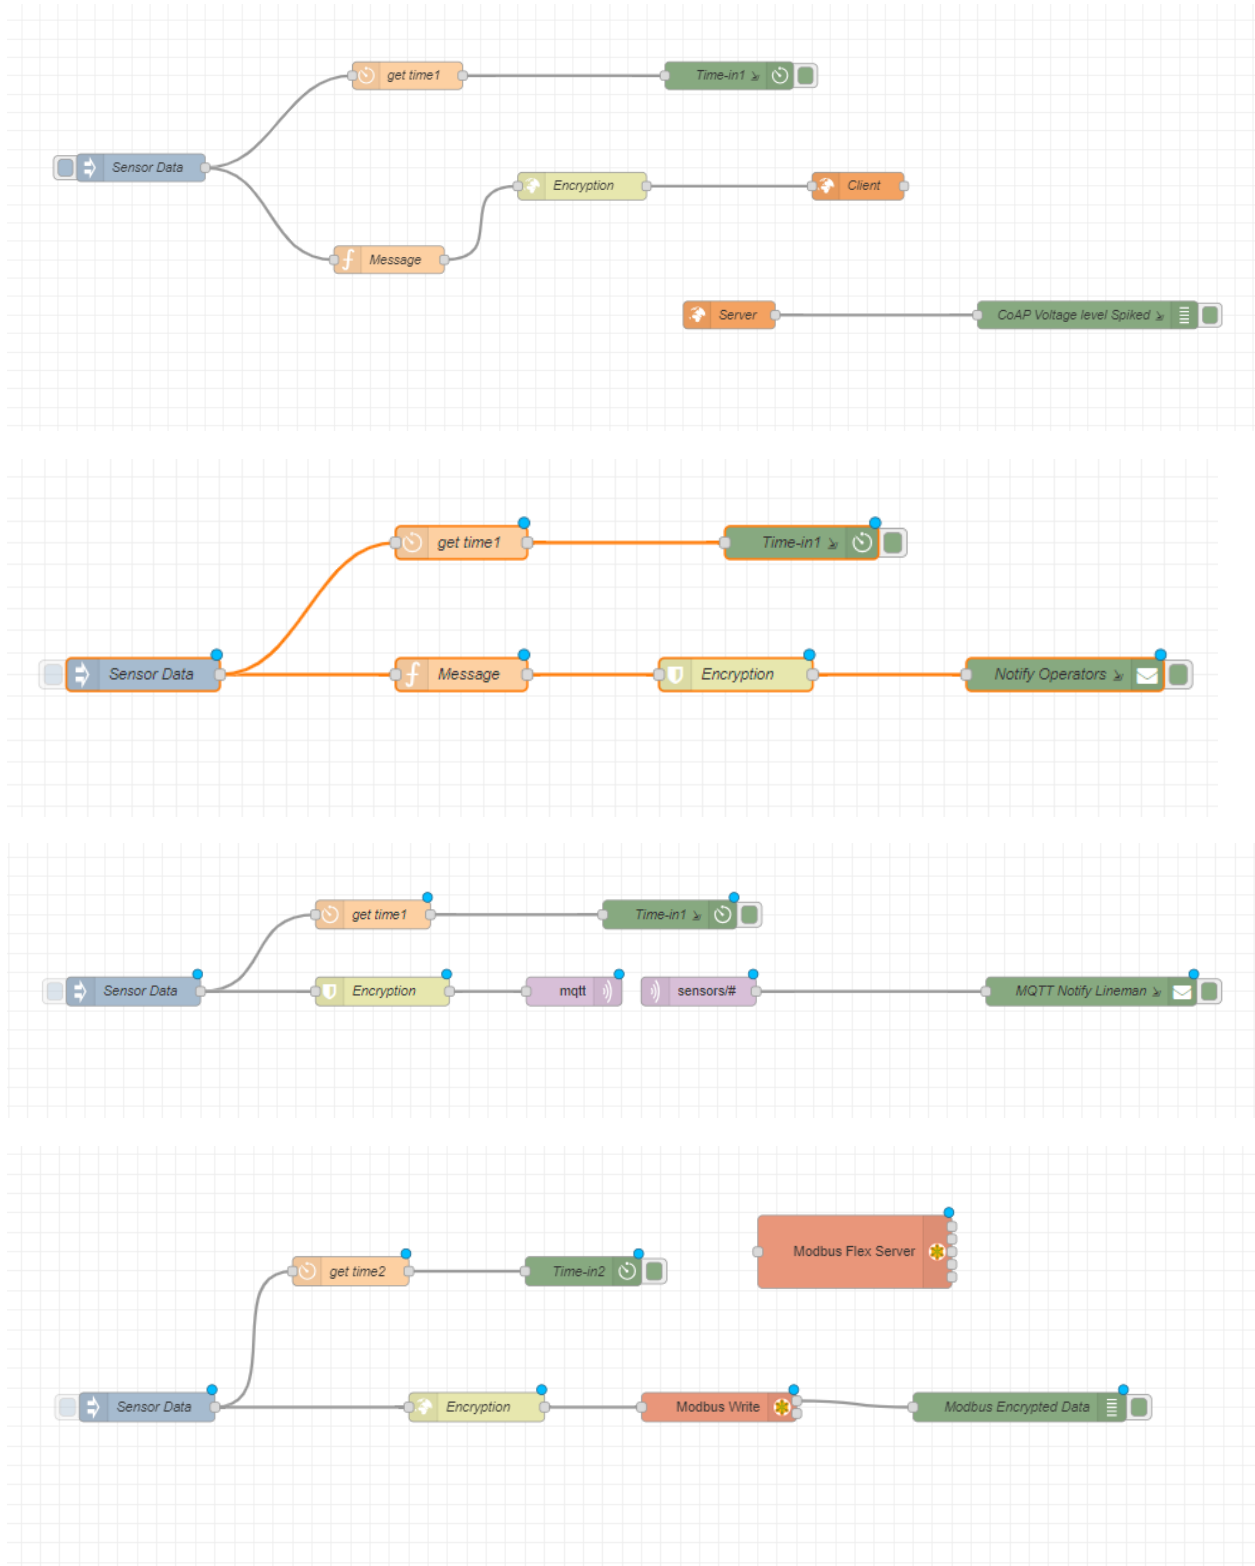 get time1
Time-in1
Sensor Data
Encryption
Client
Message
Server
CoAP Voltage level Spiked
get time1
Time-in1
Sensor Data
Message
Encryption
Notify Operators
get time1
Time-in1
Sensor Data
Encryption
mqtt
sensors/#
MQTT Notify Lineman
Modbus Flex Server
get time2
Time-in2
Sensor Data
Encryption
Modbus Write
Modbus Encrypted Data